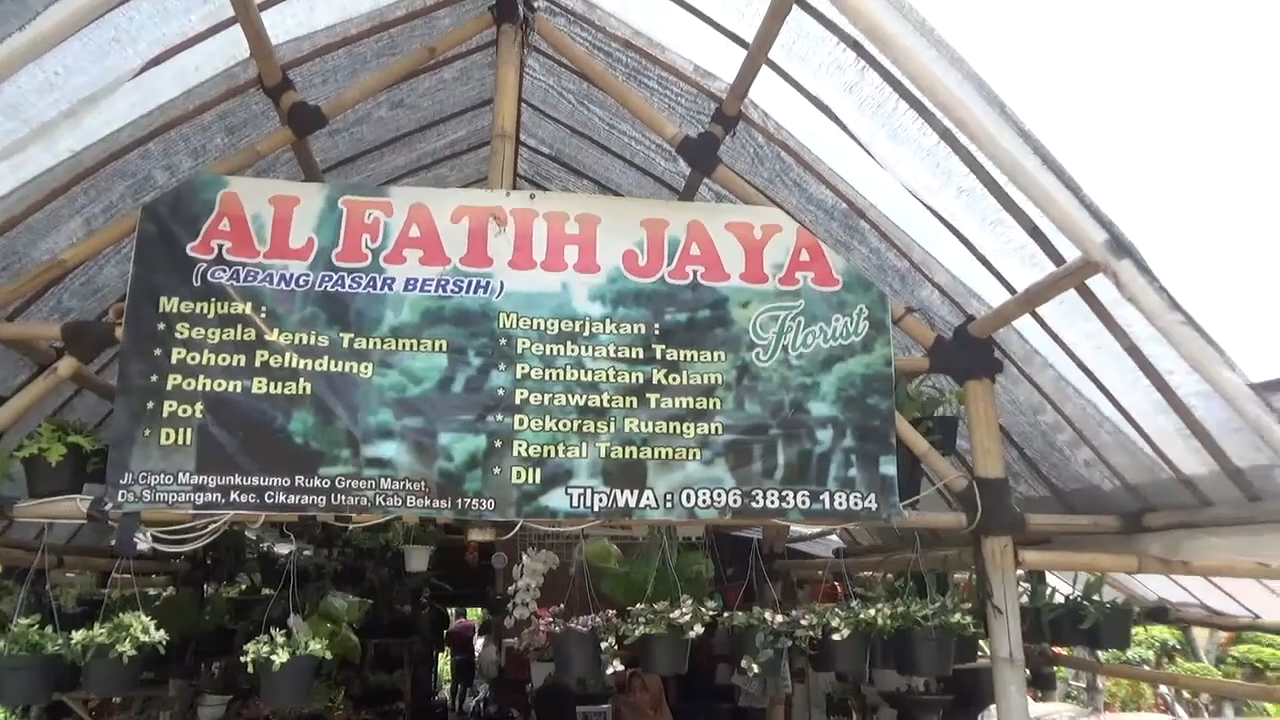 AL FATIH JAYA
( CABANG PASAR BERSIH )
Florist
Menjual :
* Segala Jenis Tanaman
* Pohon Pelindung
* Pohon Buah
* Pot
* Dll
Mengerjakan :
* Pembuatan Taman
* Pembuatan Kolam
* Perawatan Taman
* Dekorasi Ruangan
* Rental Tanaman
* Dll
Jl. Cipto Mangunkusumo Ruko Green Market,
Ds. Simpangan, Kec. Cikarang Utara, Kab Bekasi 17530
Tlp/WA : 0896 3836 1864